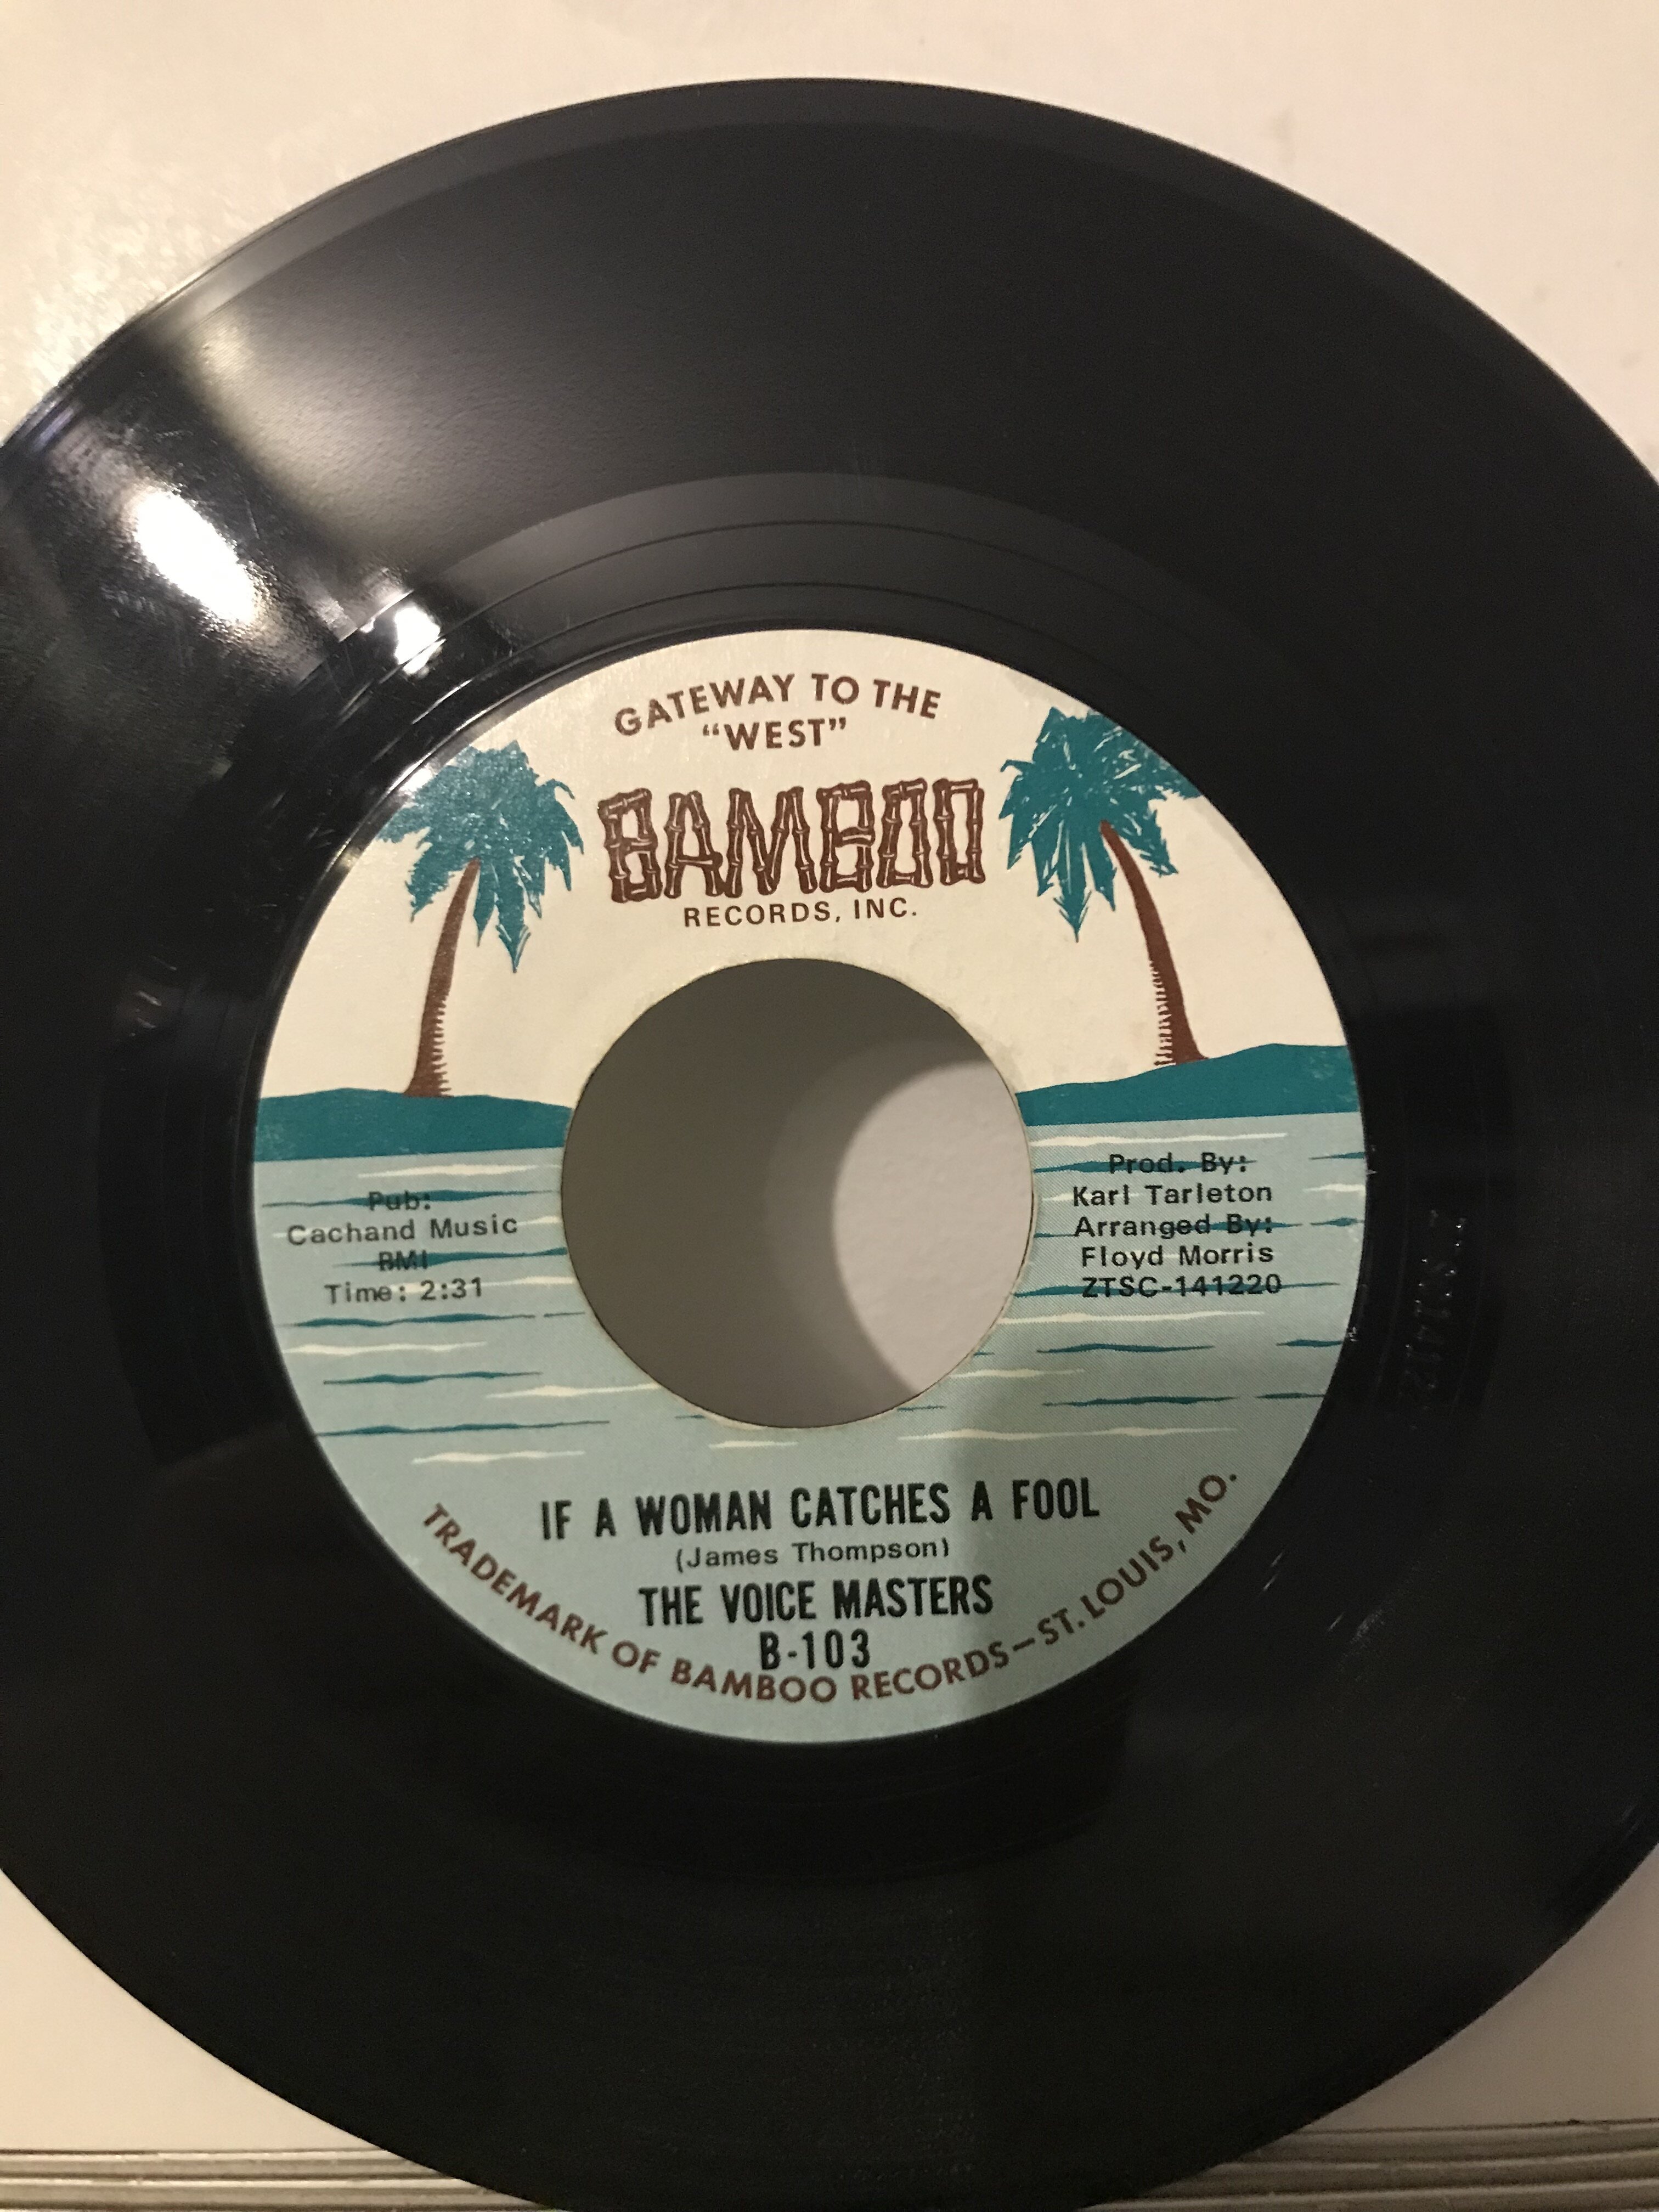 GATEWAY TO THE
“WEST”
BAMBOO
RECORDS, INC.
Pub:
Cachand Music
BMI
Time: 2:31
Prod. By:
Karl Tarleton
Arranged By:
Floyd Morris
ZTSC-141220
IF A WOMAN CATCHES A FOOL
(James Thompson)
THE VOICE MASTERS
B-103
TRADEMARK OF BAMBOO RECORDS—ST. LOUIS, MO.